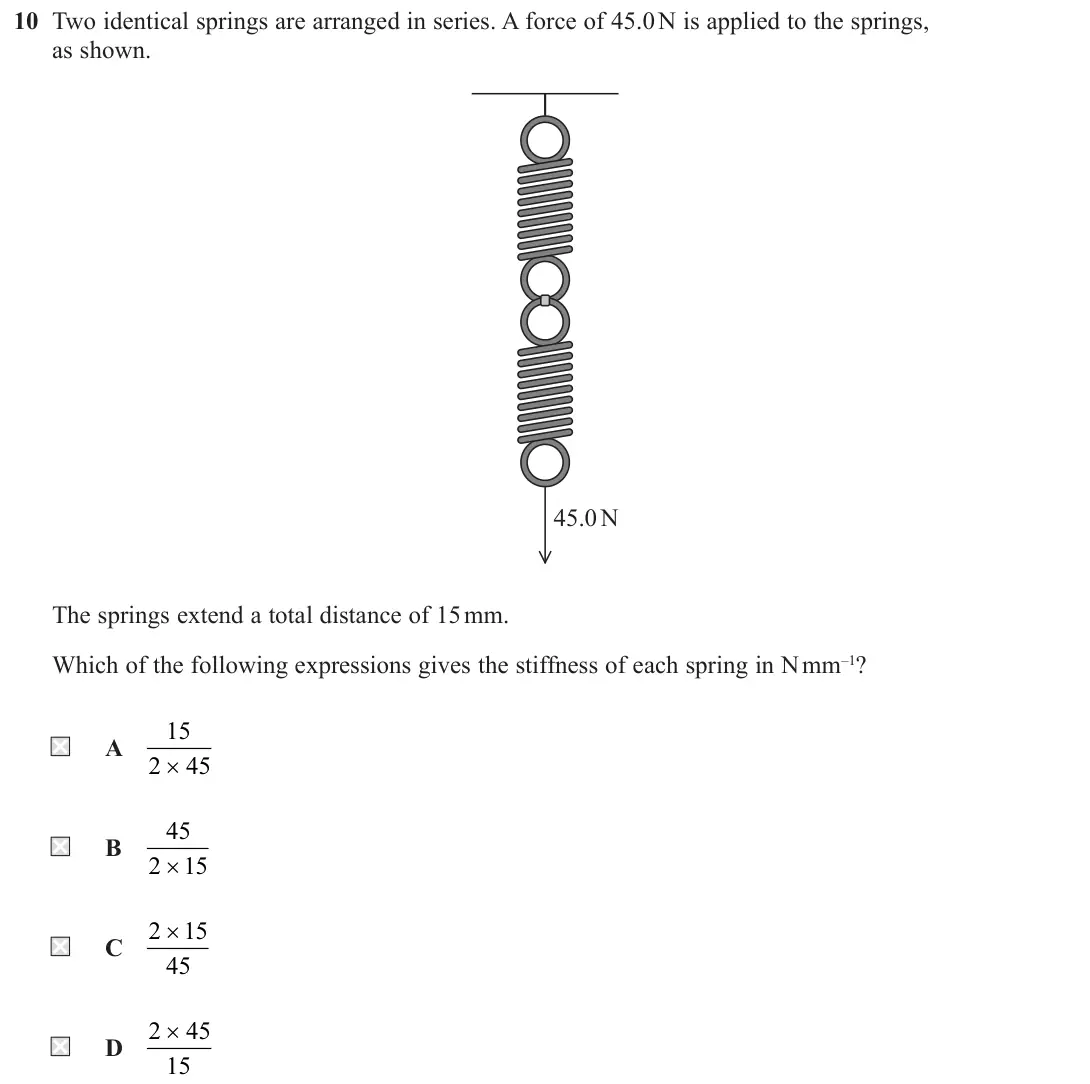 10 Two identical springs are arranged in series. A force of 45.0 N is applied to the springs,
as shown.
45.0 N
The springs extend a total distance of 15 mm.
Which of the following expressions gives the stiffness of each spring in N mm⁻¹?
A 15
2 × 45
B 45
2 × 15
C 2 × 15
45
D 2 × 45
15